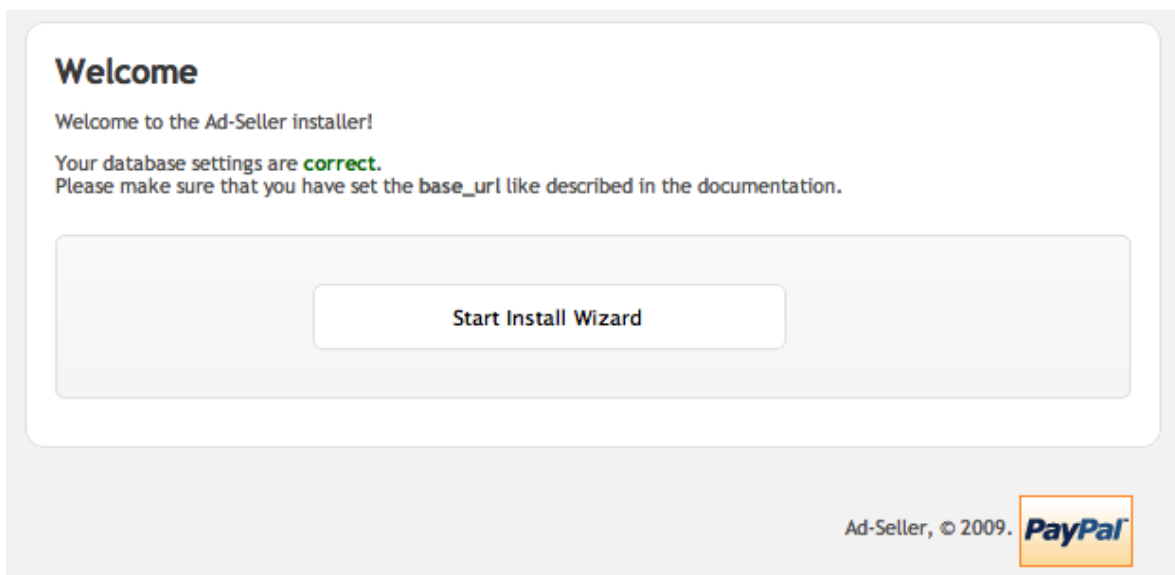 Welcome
Welcome to the Ad-Seller installer!
Your database settings are correct.
Please make sure that you have set the base_url like described in the documentation.
Start Install Wizard
Ad-Seller, © 2009. PayPal